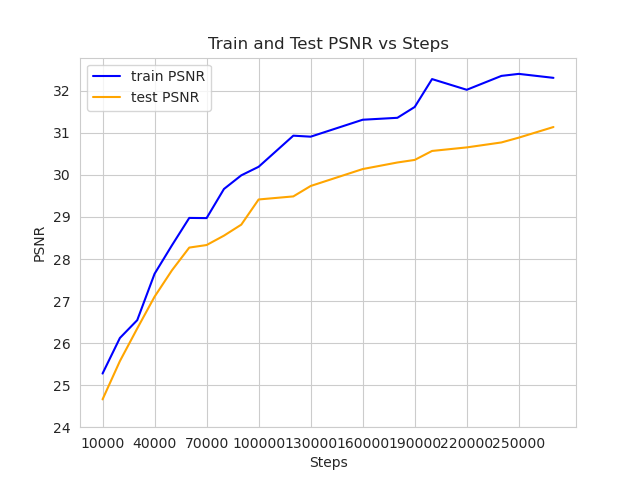 Train and Test PSNR vs Steps
train PSNR
test PSNR
PSNR
32
31
30
29
28
27
26
25
24
10000 40000 70000 100000 130000 160000 190000 220000 250000
Steps